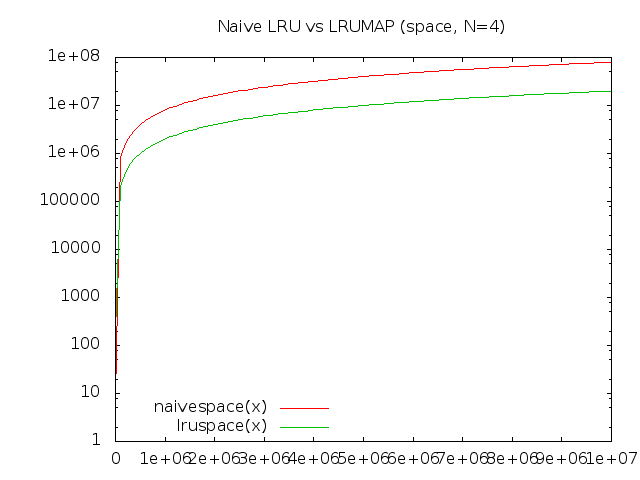 Naive LRU vs LRUMAP (space, N=4)
1e+08
1e+07
1e+06
100000
10000
1000
100
10
1
naivespace(x)
lruspace(x)
0 1e+06 2e+06 3e+06 4e+06 5e+06 6e+06 7e+06 8e+06 9e+06 1e+07